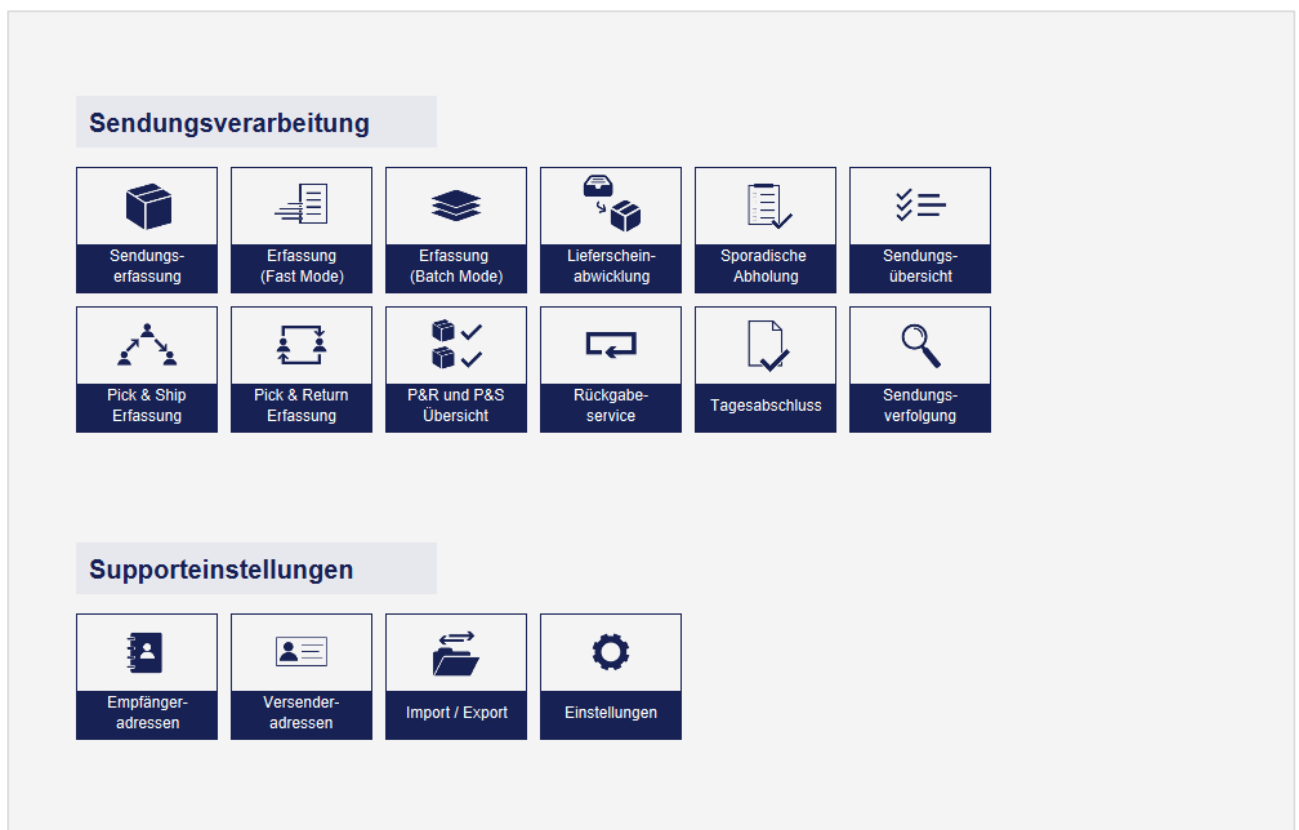 Sendungsverarbeitung
Sendungs-
erfassung
Erfassung
(Fast Mode)
Erfassung
(Batch Mode)
Lieferschein-
abwicklung
Sporadische
Abholung
Sendungs-
übersicht
Pick & Ship
Erfassung
Pick & Return
Erfassung
P&R und P&S
Übersicht
Rückgabe-
service
Tagesabschluss
Sendungs-
verfolgung
Supporteinstellungen
Empfänger-
adressen
Versender-
adressen
Import / Export
Einstellungen